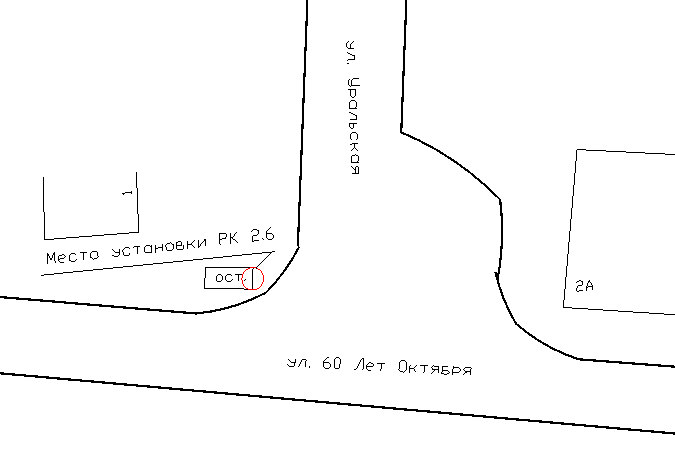 ул. Уральская
1
Место установки РК 2.6
ост.
2А
ул. 60 Лет Октября